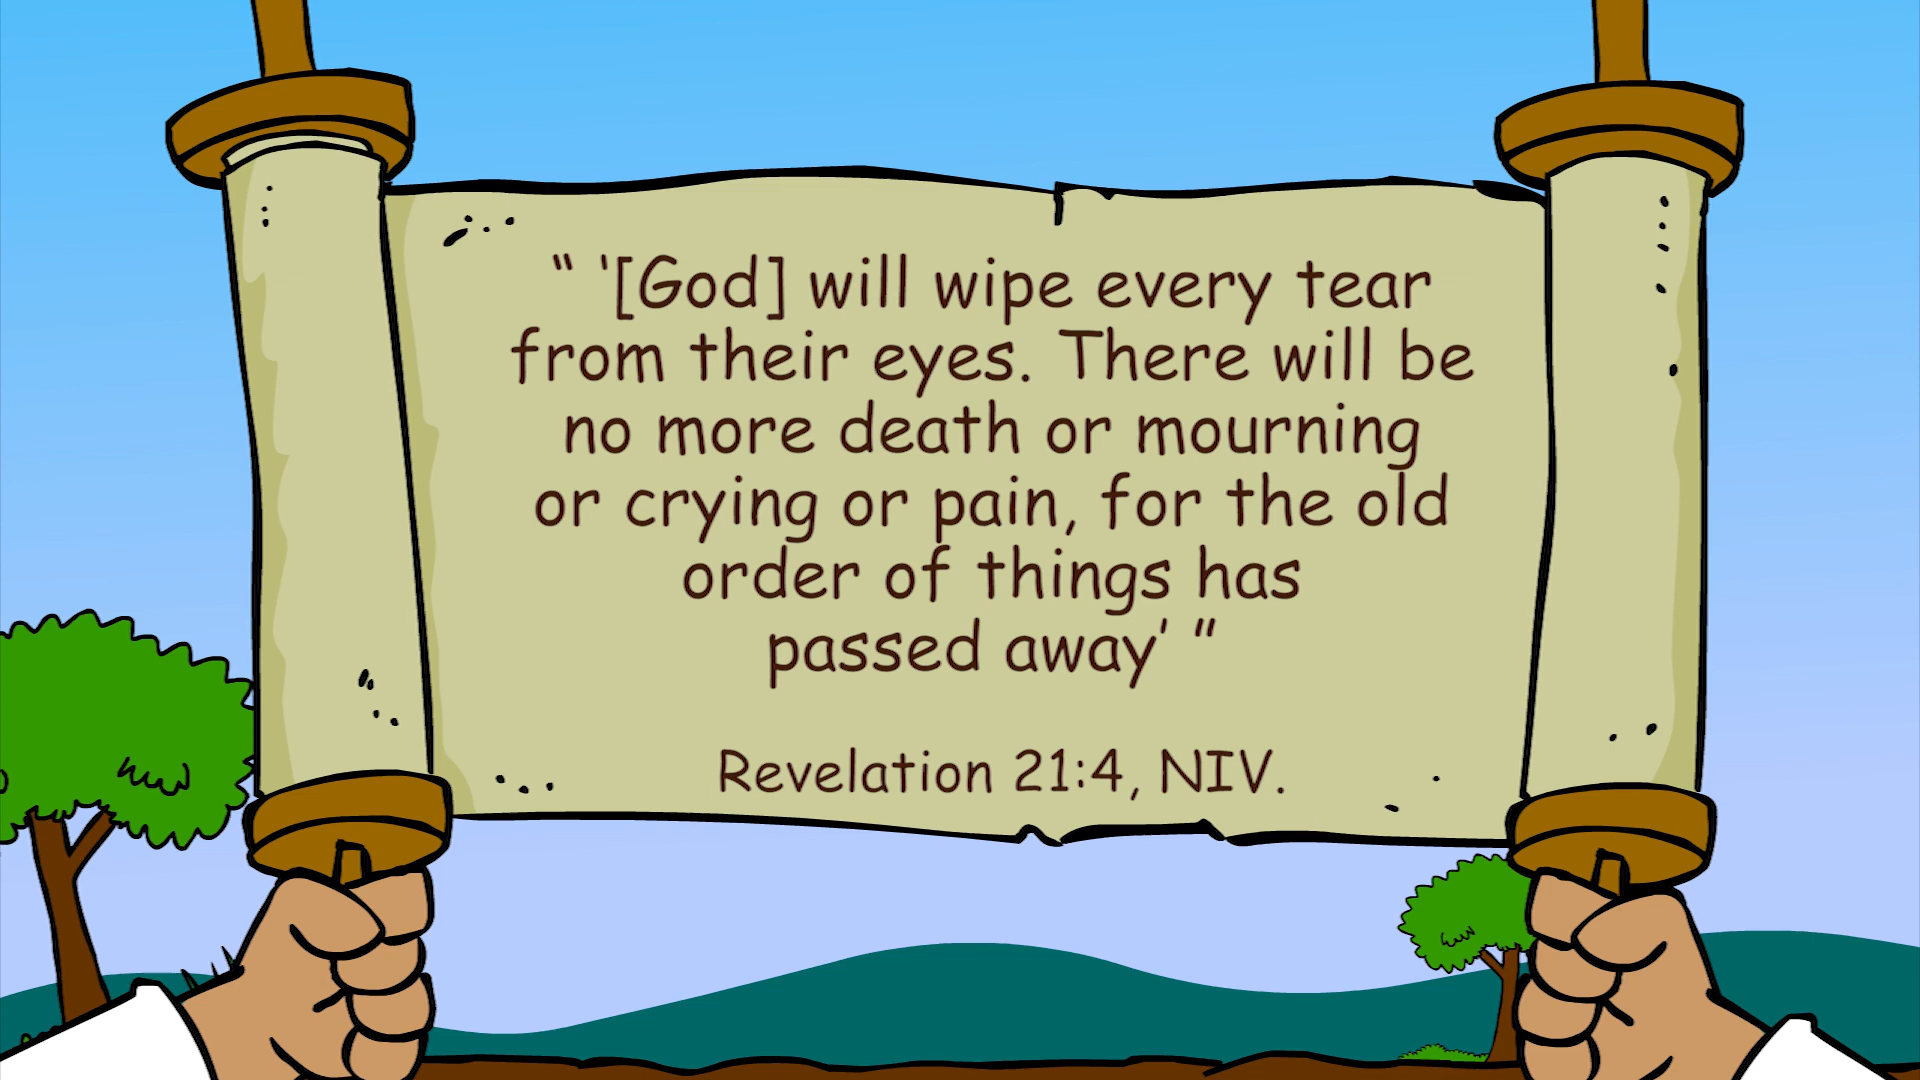 “ ‘[God] will wipe every tear
from their eyes. There will be
no more death or mourning
or crying or pain, for the old
order of things has
passed away’ ”
Revelation 21:4, NIV.